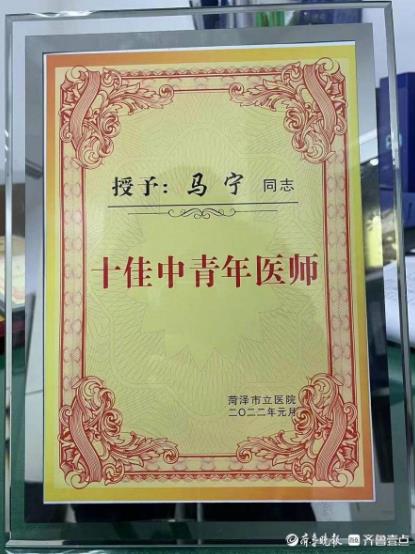 授予：马宁 同志
十佳中青年医师
菏泽市立医院
二〇二二年元月
齐鲁晚报 齐鲁壹点